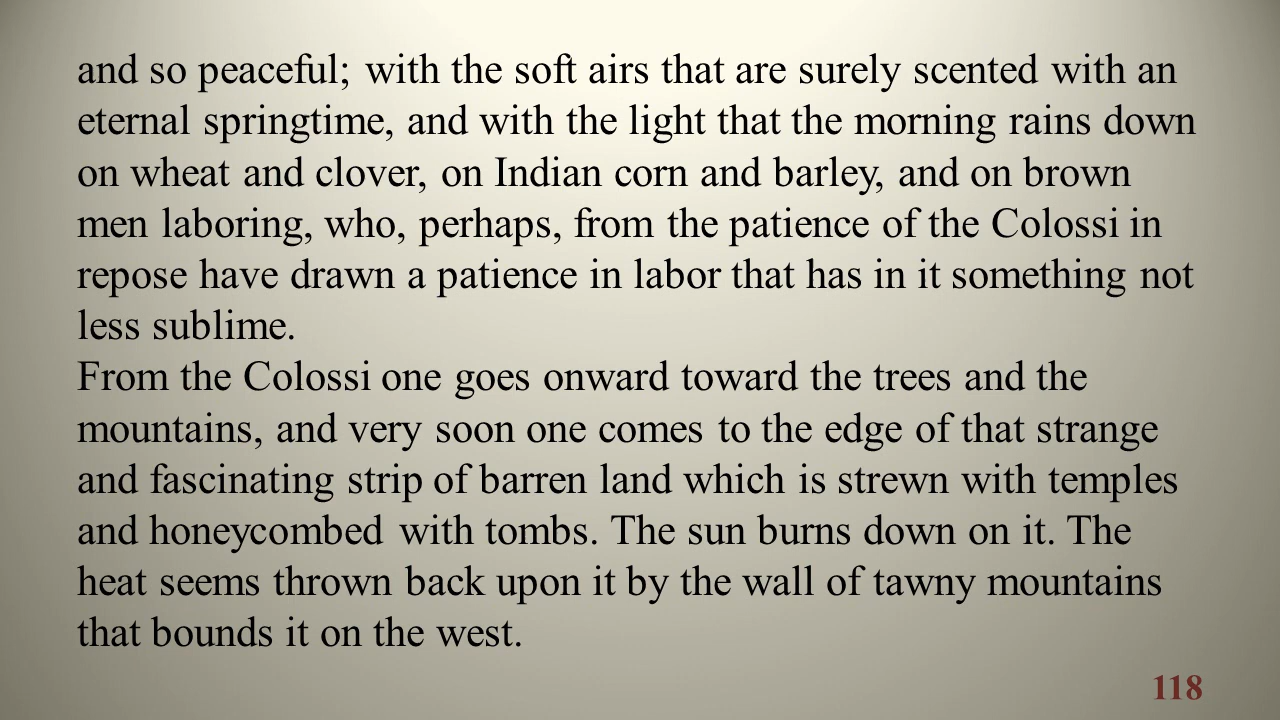 and so peaceful; with the soft airs that are surely scented with an
eternal springtime, and with the light that the morning rains down
on wheat and clover, on Indian corn and barley, and on brown
men laboring, who, perhaps, from the patience of the Colossi in
repose have drawn a patience in labor that has in it something not
less sublime.
From the Colossi one goes onward toward the trees and the
mountains, and very soon one comes to the edge of that strange
and fascinating strip of barren land which is strewn with temples
and honeycombed with tombs. The sun burns down on it. The
heat seems thrown back upon it by the wall of tawny mountains
that bounds it on the west.
118